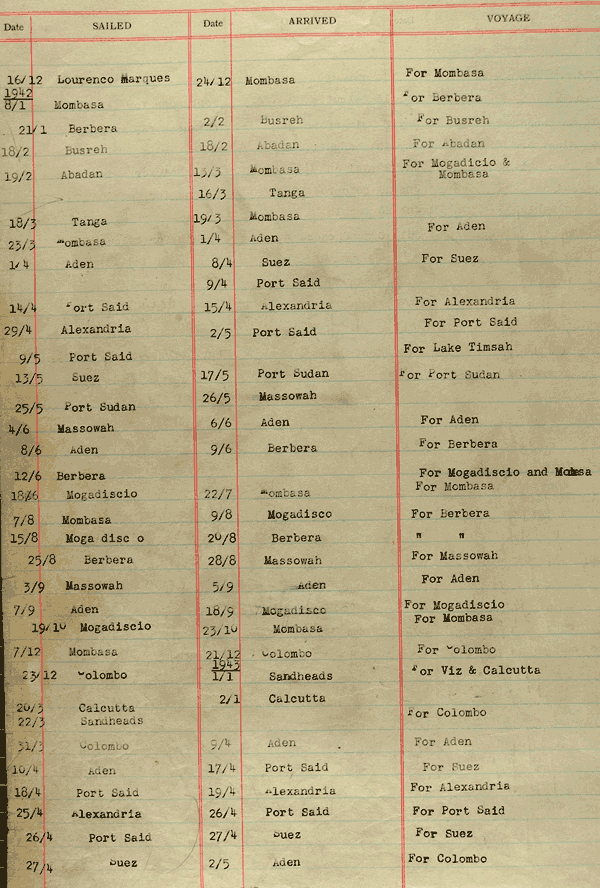 Date SAILED Date ARRIVED VOYAGE
16/12 Lourenco Marques 24/12 Mombasa For Mombasa
1942
8/1 Mombasa For Berbera
21/1 Berbera 2/2 Busreh For Busreh
18/2 Busreh 18/2 Abadan For Abadan
19/2 Abadan 13/3 Mombasa For Mogadicio &
Mombasa
16/3 Tanga
18/3 Tanga 19/3 Mombasa
23/3 Mombasa 1/4 Aden For Aden
1/4 Aden 8/4 Suez For Suez
9/4 Port Said
14/4 Port Said 15/4 Alexandria For Alexandria
29/4 Alexandria 2/5 Port Said For Port Said
9/5 Port Said For Lake Timsah
13/5 Suez 17/5 Port Sudan For Port Sudan
25/5 Port Sudan 26/5 Massowah
4/6 Massowah 6/6 Aden For Aden
8/6 Aden 9/6 Berbera For Berbera
12/6 Berbera For Mogadiscio and
18/6 Mogadiscio 22/7 Mombasa For Mombasa
7/8 Mombasa 9/8 Mogadisco For Berbera
15/8 Moga disc o 20/8 Berbera " "
25/8 Berbera 28/8 Massowah For Massowah
3/9 Massowah 5/9 Aden For Aden
7/9 Aden 18/9 Mogadisco For Mogadiscio
19/10 Mogadiscio 23/10 Mombasa For Mombasa
7/12 Mombasa 21/12 Colombo For Colombo
1943
23/12 Colombo 1/1 Sandheads For Viz & Calcutta
2/1 Calcutta
20/3 Calcutta For Colombo
22/3 Sandheads
31/3 Colombo 9/4 Aden For Aden
10/4 Aden 17/4 Port Said For Suez
18/4 Port Said 19/4 Alexandria For Alexandria
25/4 Alexandria 26/4 Port Said For Port Said
26/4 Port Said 27/4 Suez For Suez
27/4 Suez 2/5 Aden For Colombo